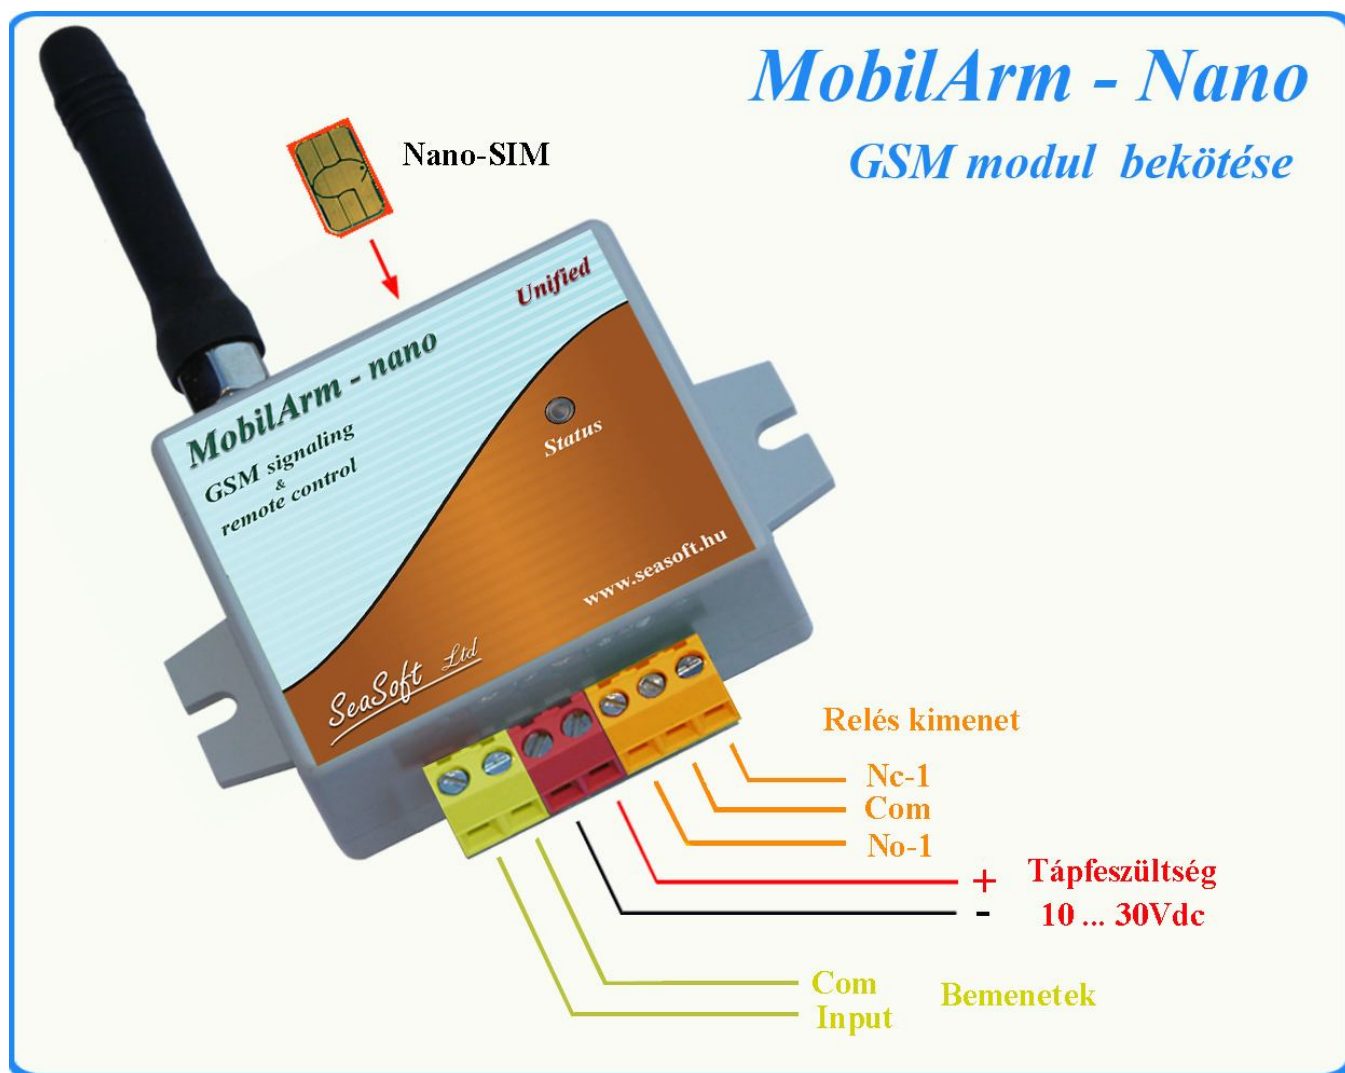 MobilArm - Nano
GSM modul bekötése
Nano-SIM
Unified
MobilArm - nano
GSM signaling
&
remote control
Status
www.seasoft.hu
SeaSoft Ltd
Relés kimenet
Nc-1
Com
No-1
+ Tápfeszültség
- 10 ... 30Vdc
Com
Input
Bemenetek